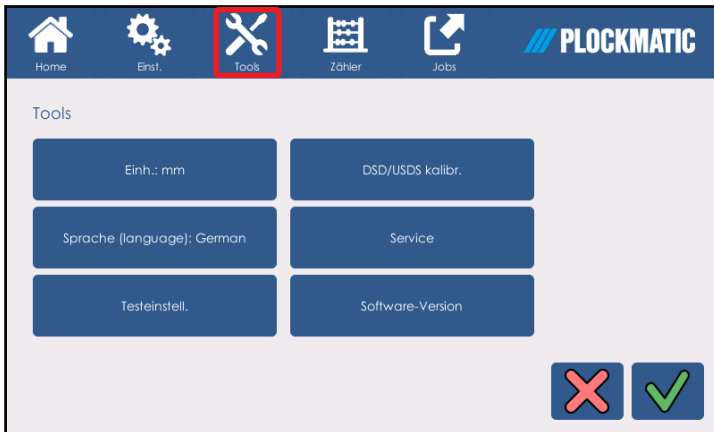 Home
Einst.
Tools
Zähler
Jobs
PLOCKMATIC
Tools
Einh.: mm
DSD/USDS kalibr.
Sprache (language): German
Service
Testeinstell.
Software-Version